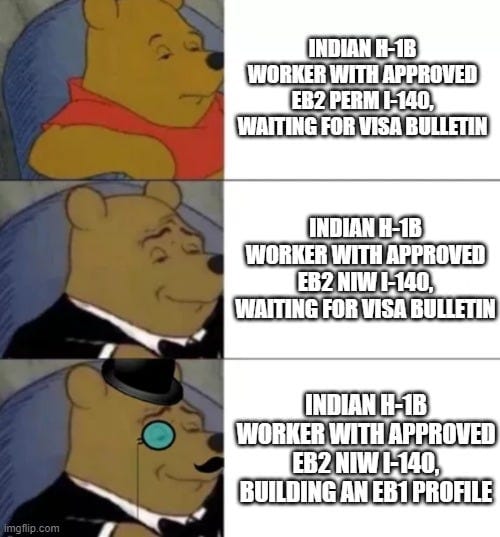 INDIAN H-1B
WORKER WITH APPROVED
EB2 PERM I-140,
WAITING FOR VISA BULLETIN
INDIAN H-1B
WORKER WITH APPROVED
EB2 NIW I-140,
WAITING FOR VISA BULLETIN
INDIAN H-1B
WORKER WITH APPROVED
EB2 NIW I-140,
BUILDING AN EB1 PROFILE
imgflip.com